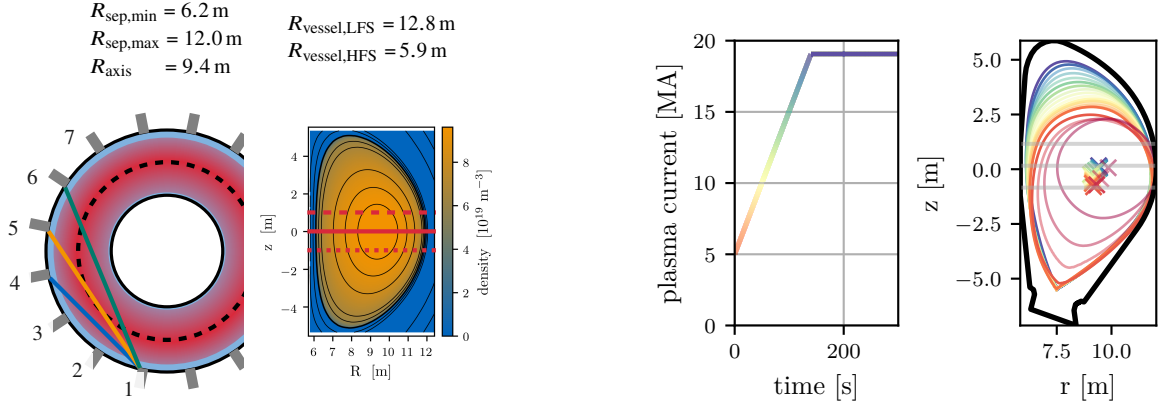 R_sep,min = 6.2 m
R_sep,max = 12.0 m
R_axis = 9.4 m
R_vessel,LFS = 12.8 m
R_vessel,HFS = 5.9 m
7
6
5
4
3
2
1
4
2
0
−2
−4
z [m]
6 7 8 9 10 11 12
R [m]
8
6
4
2
0
density [10^19 m^−3]
20
15
10
5
0
plasma current [MA]
0 200
time [s]
5.0
2.5
0.0
−2.5
−5.0
z [m]
7.5 10.0
r [m]